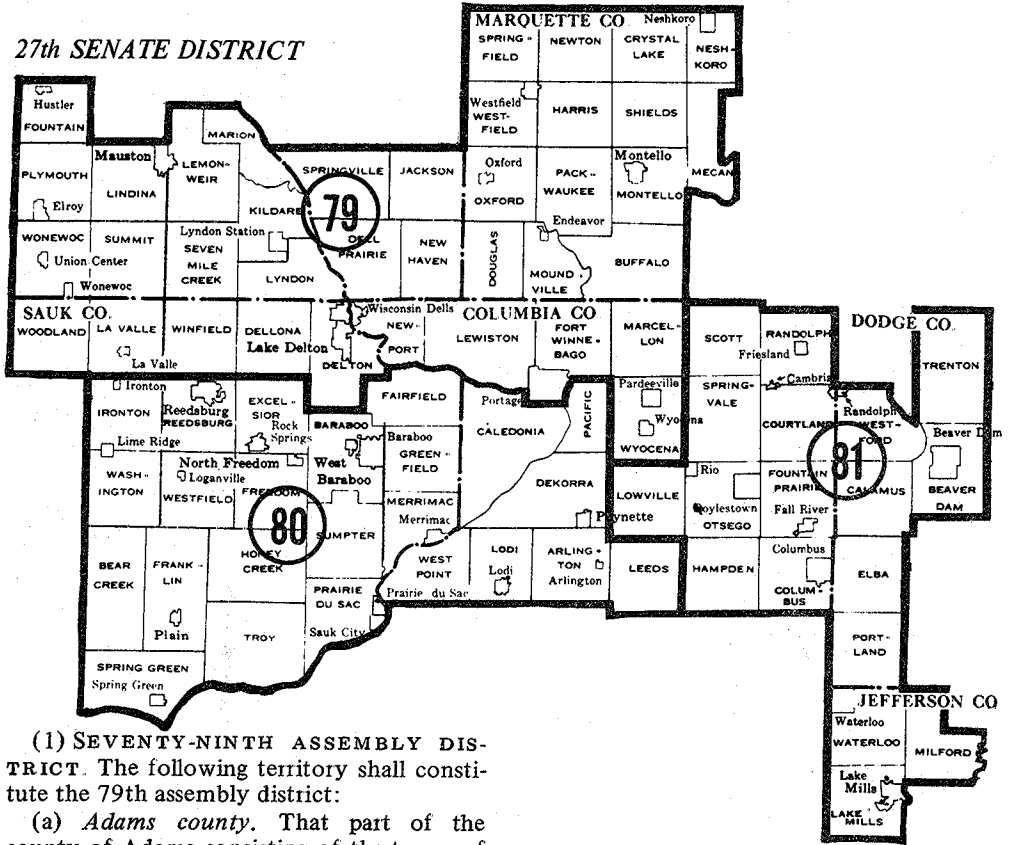 27th SENATE DISTRICT
MARQUETTE CO.
Neshkoro
SPRING-
FIELD
NEWTON
CRYSTAL
LAKE
NESH-
KORO
Hustler
FOUNTAIN
Westfield
WEST-
FIELD
HARRIS
SHIELDS
MARION
Mauston
LEMON-
WEIR
PLYMOUTH
LINDINA
SPRINGVILLE
JACKSON
Oxford
OXFORD
PACK-
WAUKEE
Montello
MONTELLO
MECAN
Elroy
KILDARE
79
Endeavor
WONEWOC
SUMMIT
Lyndon Station
SEVEN
MILE
CREEK
DELL
PRAIRIE
NEW
HAVEN
DOUGLAS
BUFFALO
Union Center
LYNDON
MOUND-
VILLE
Wonewoc
SAUK CO.
Wisconsin Dells
COLUMBIA CO.
DODGE CO.
WOODLAND
LA VALLE
WINFIELD
DELLONA
NEW-
PORT
LEWISTON
FORT
WINNE-
BAGO
MARCEL-
LON
SCOTT
RANDOLPH
Friesland
TRENTON
Lake Delton
DELTON
La Valle
Ironton
IRONTON
Reedsburg
REEDSBURG
EXCEL-
SIOR
Rock
Springs
FAIRFIELD
Portage
PACIFIC
Pardeeville
SPRING-
VALE
Cambria
Randolph
BARABOO
Baraboo
CALEDONIA
Wyocena
WYOCENA
COURTLAND
WEST-
FORD
Beaver Dam
Lime Ridge
West
Baraboo
GREEN-
FIELD
81
WASH-
INGTON
North Freedom
Loganville
WESTFIELD
FREEDOM
DEKORRA
LOWVILLE
Rio
FOUNTAIN
PRAIRIE
CALAMUS
BEAVER
DAM
80
MERRIMAC
Merrimac
Poynette
Doylestown
OTSEGO
Fall River
SUMPTER
BEAR
CREEK
FRANK-
LIN
HONEY
CREEK
WEST
POINT
LODI
Lodi
ARLING-
TON
Arlington
LEEDS
HAMPDEN
Columbus
COLUM-
BUS
ELBA
PRAIRIE
DU SAC
Prairie du Sac
Plain
TROY
Sauk City
PORT-
LAND
SPRING GREEN
Spring Green
JEFFERSON CO.
Waterloo
WATERLOO
MILFORD
Lake
Mills
LAKE
MILLS
(1) SEVENTY-NINTH ASSEMBLY DIS-
TRICT. The following territory shall consti-
tute the 79th assembly district:
(a) Adams county. That part of the
county of Adams consisting of the towns of